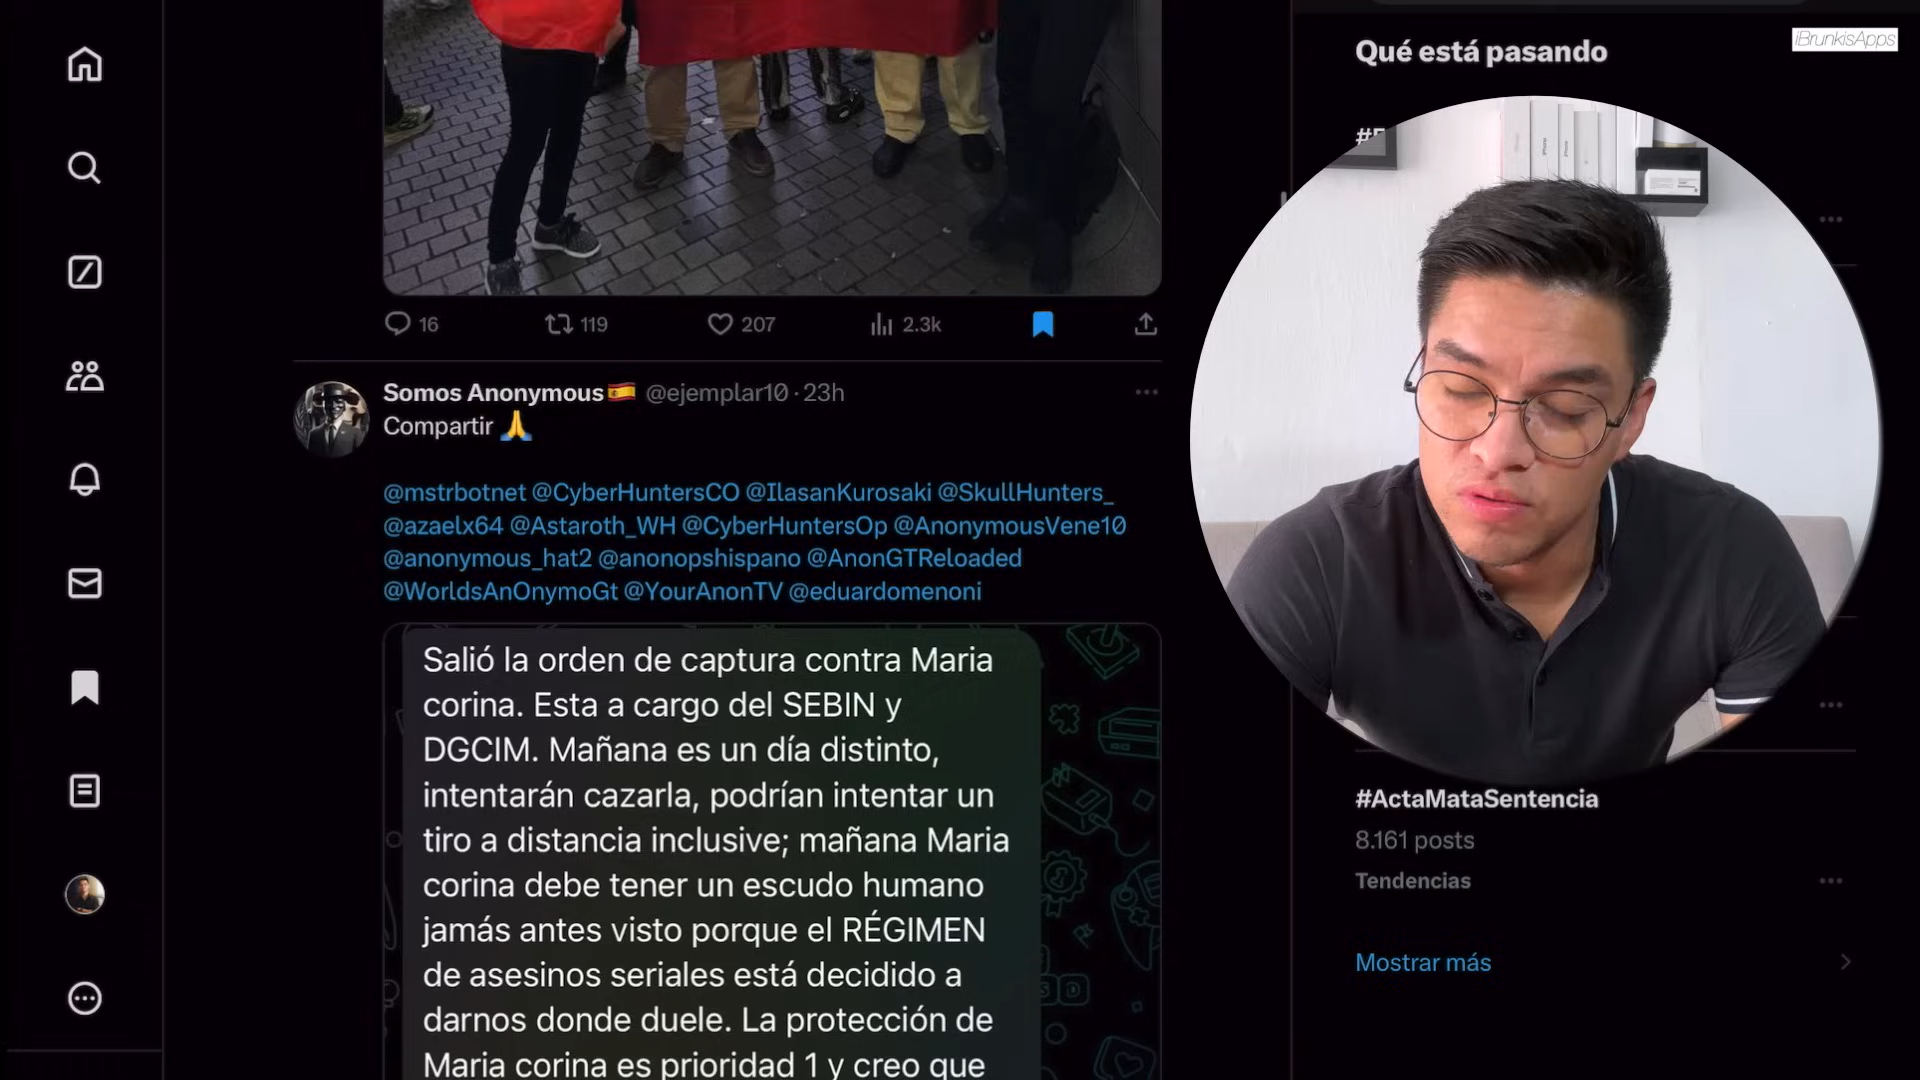 Qué está pasando
iBrunkisApps
16
119
207
2.3k
Somos Anonymous🇪🇸 @ejemplar10 · 23h
Compartir 🙏
@mstrbotnet @CyberHuntersCO @IlasanKurosaki @SkullHunters_
@azaelx64 @Astaroth_WH @CyberHuntersOp @AnonymousVene10
@anonymous_hat2 @anonopshispano @AnonGTReloaded
@WorldsAnOnymoGt @YourAnonTV @eduardomenoni
Salió la orden de captura contra Maria
corina. Esta a cargo del SEBIN y
DGCIM. Mañana es un día distinto,
intentarán cazarla, podrían intentar un
tiro a distancia inclusive; mañana Maria
corina debe tener un escudo humano
jamás antes visto porque el RÉGIMEN
de asesinos seriales está decidido a
darnos donde duele. La protección de
Maria corina es prioridad 1 y creo que
#ActaMataSentencia
8.161 posts
Tendencias
Mostrar más